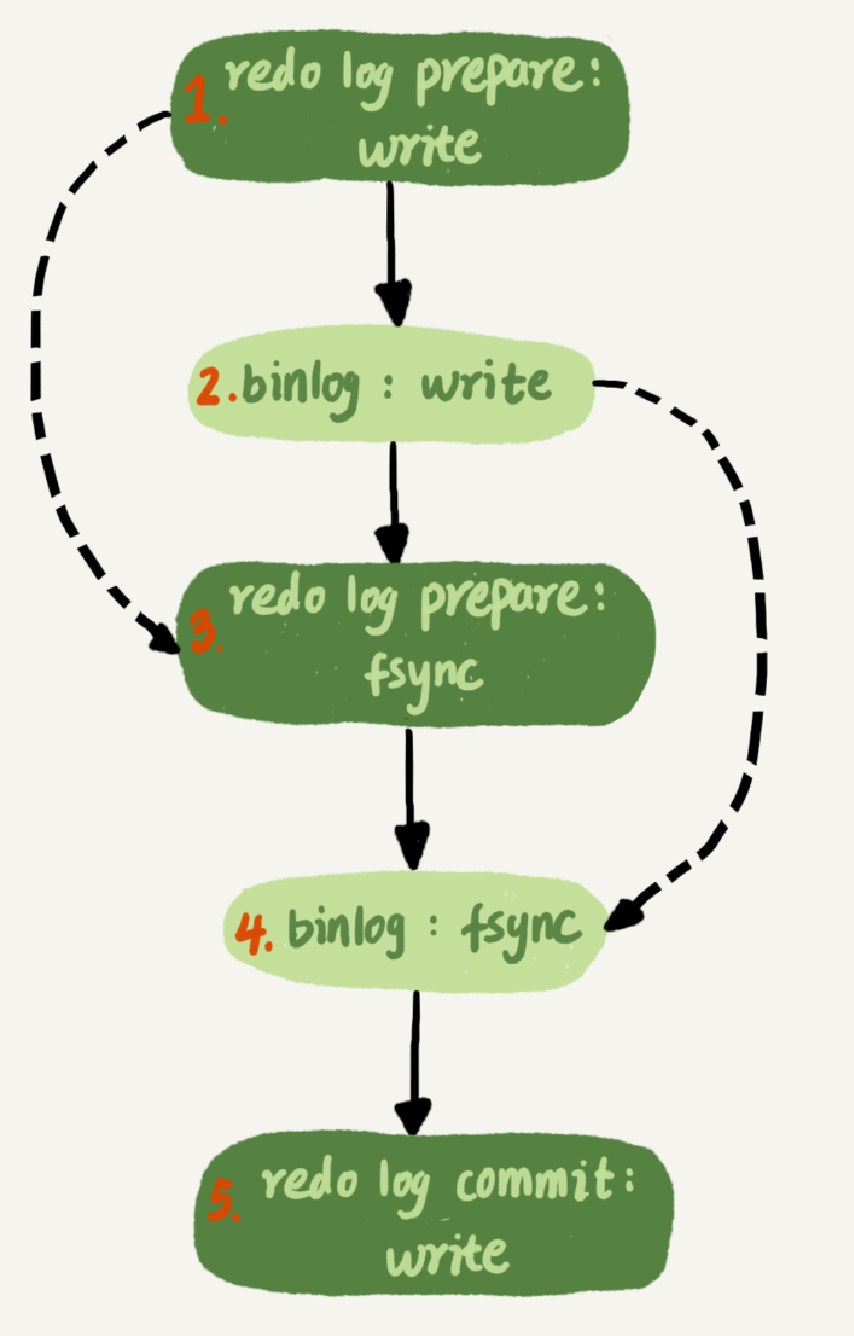 1. redo log prepare:
write
2. binlog : write
3. redo log prepare:
fsync
4. binlog : fsync
5. redo log commit:
write